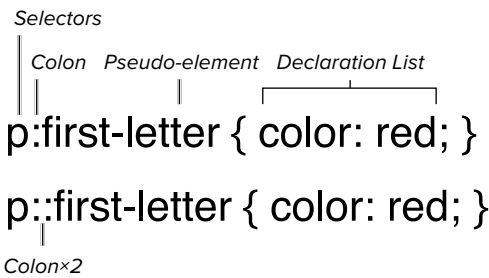 Selectors
Colon Pseudo-element Declaration List
p:first-letter { color: red; }
p::first-letter { color: red; }
Colon×2